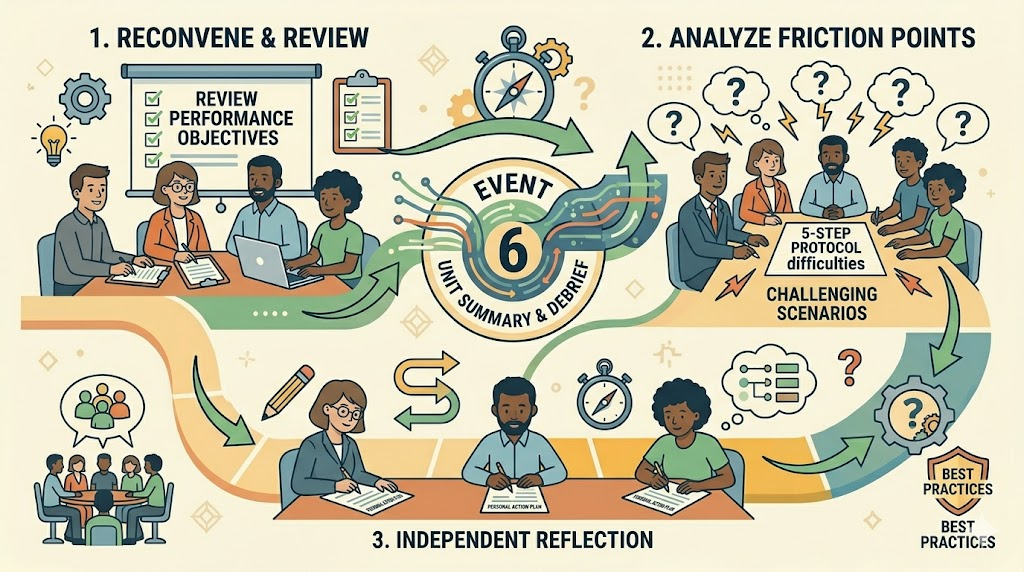 1. RECONVENE & REVIEW
REVIEW
PERFORMANCE
OBJECTIVES
EVENT
6
UNIT SUMMARY & DEBRIEF
2. ANALYZE FRICTION POINTS
?
?
?
?
?
?
5-STEP
PROTOCOL
difficulties
CHALLENGING
SCENARIOS
?
?
PERSONAL ACTION PLAN
3. INDEPENDENT REFLECTION
BEST
PRACTICES
BEST
PRACTICES